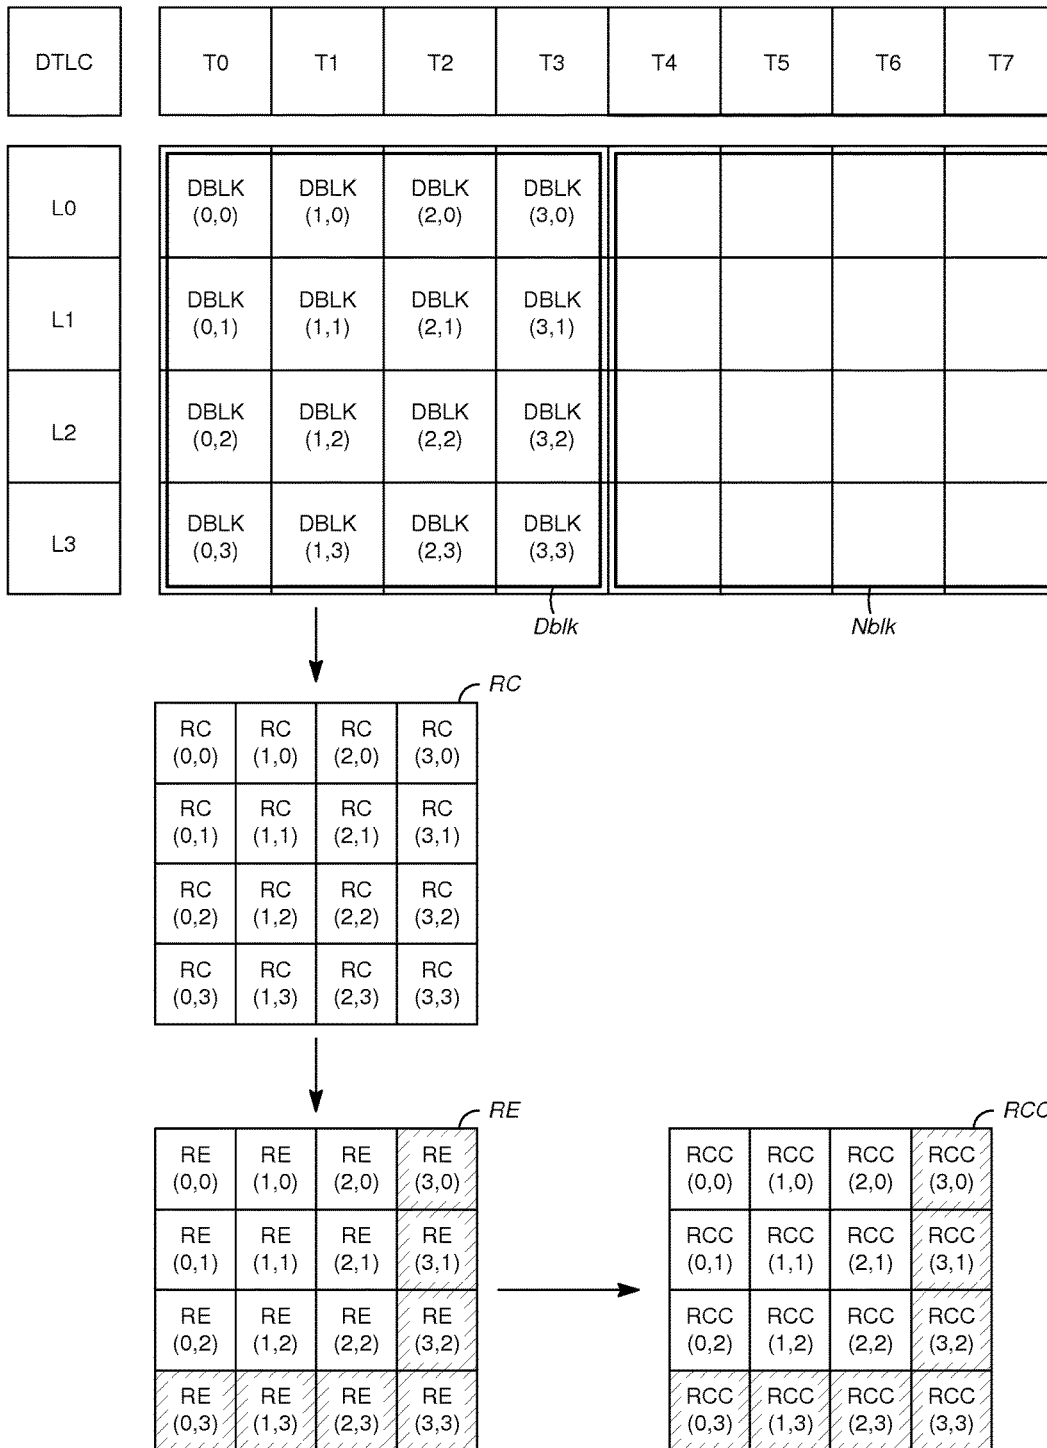 DTLC T0 T1 T2 T3 T4 T5 T6 T7
L0
DBLK DBLK DBLK DBLK
(0,0) (1,0) (2,0) (3,0)
L1
DBLK DBLK DBLK DBLK
(0,1) (1,1) (2,1) (3,1)
L2
DBLK DBLK DBLK DBLK
(0,2) (1,2) (2,2) (3,2)
L3
DBLK DBLK DBLK DBLK
(0,3) (1,3) (2,3) (3,3)
Dblk Nblk
RC
RC RC RC RC
(0,0) (1,0) (2,0) (3,0)
RC RC RC RC
(0,1) (1,1) (2,1) (3,1)
RC RC RC RC
(0,2) (1,2) (2,2) (3,2)
RC RC RC RC
(0,3) (1,3) (2,3) (3,3)
RE
RE RE RE RE
(0,0) (1,0) (2,0) (3,0)
RE RE RE RE
(0,1) (1,1) (2,1) (3,1)
RE RE RE RE
(0,2) (1,2) (2,2) (3,2)
RE RE RE RE
(0,3) (1,3) (2,3) (3,3)
RCC
RCC RCC RCC RCC
(0,0) (1,0) (2,0) (3,0)
RCC RCC RCC RCC
(0,1) (1,1) (2,1) (3,1)
RCC RCC RCC RCC
(0,2) (1,2) (2,2) (3,2)
RCC RCC RCC RCC
(0,3) (1,3) (2,3) (3,3)